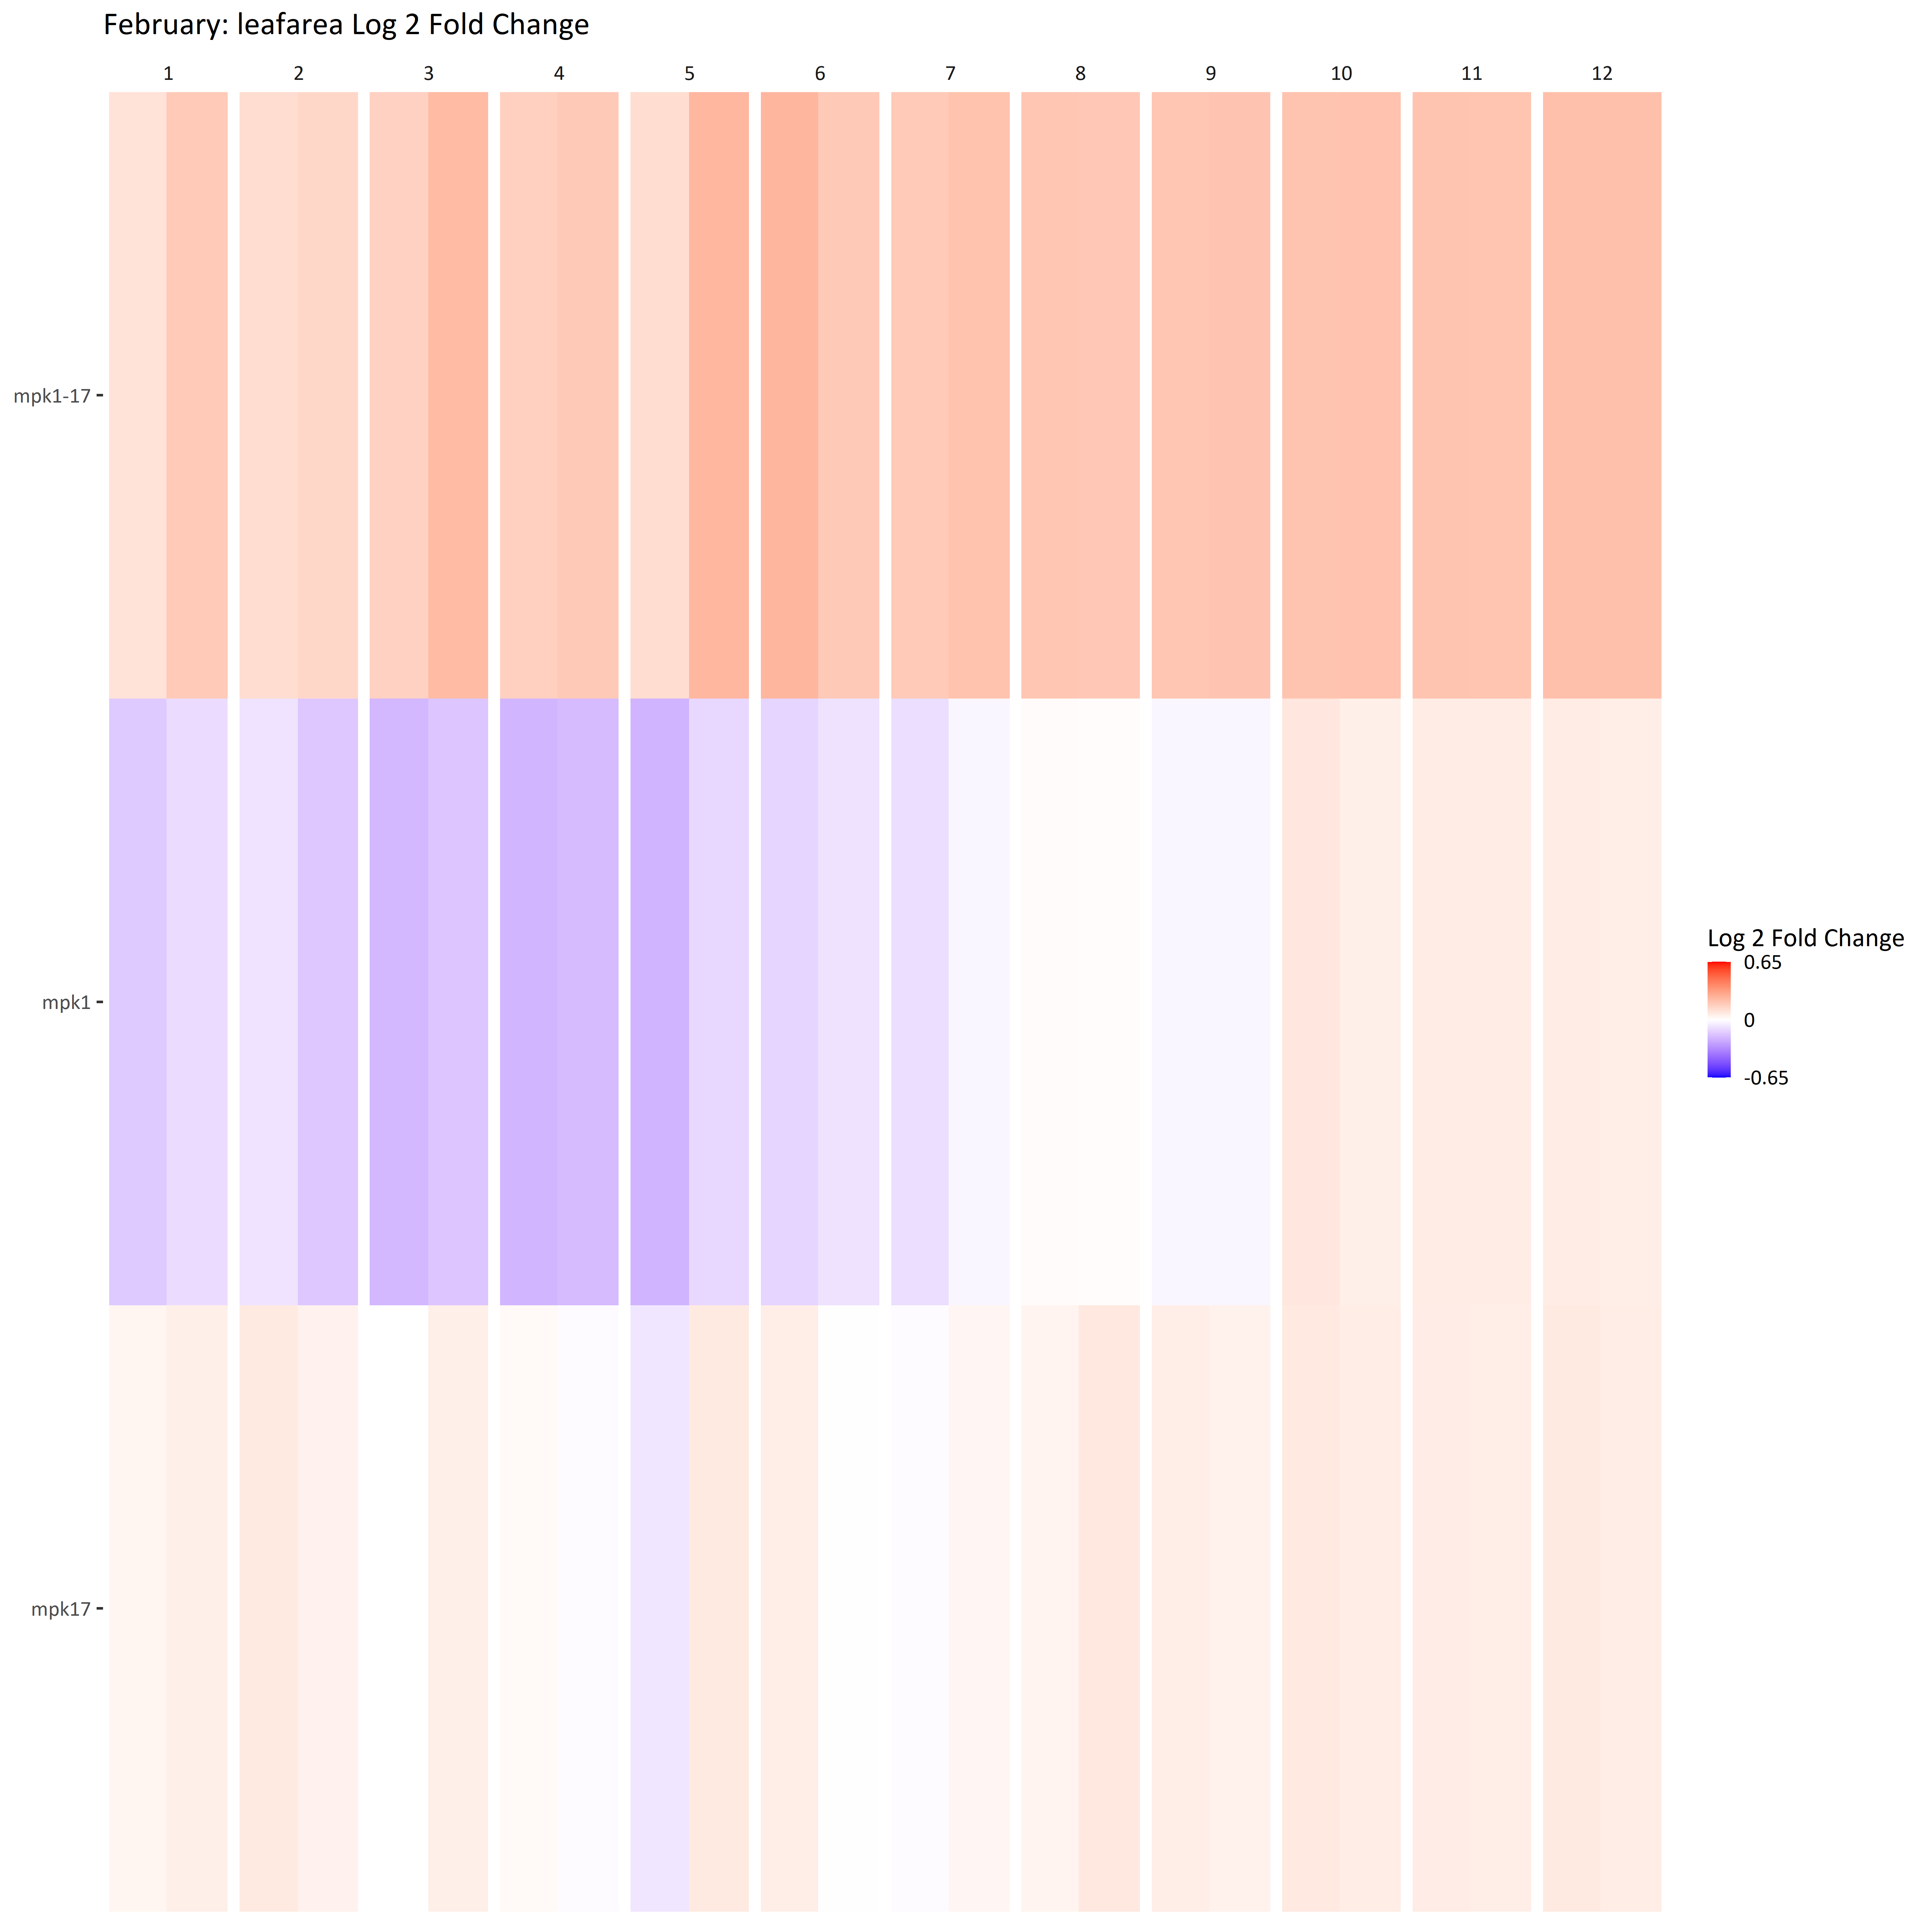 February: leafarea Log 2 Fold Change
1 2 3 4 5 6 7 8 9 10 11 12
mpk1-17
mpk1
mpk17
Log 2 Fold Change
0.65
0
-0.65